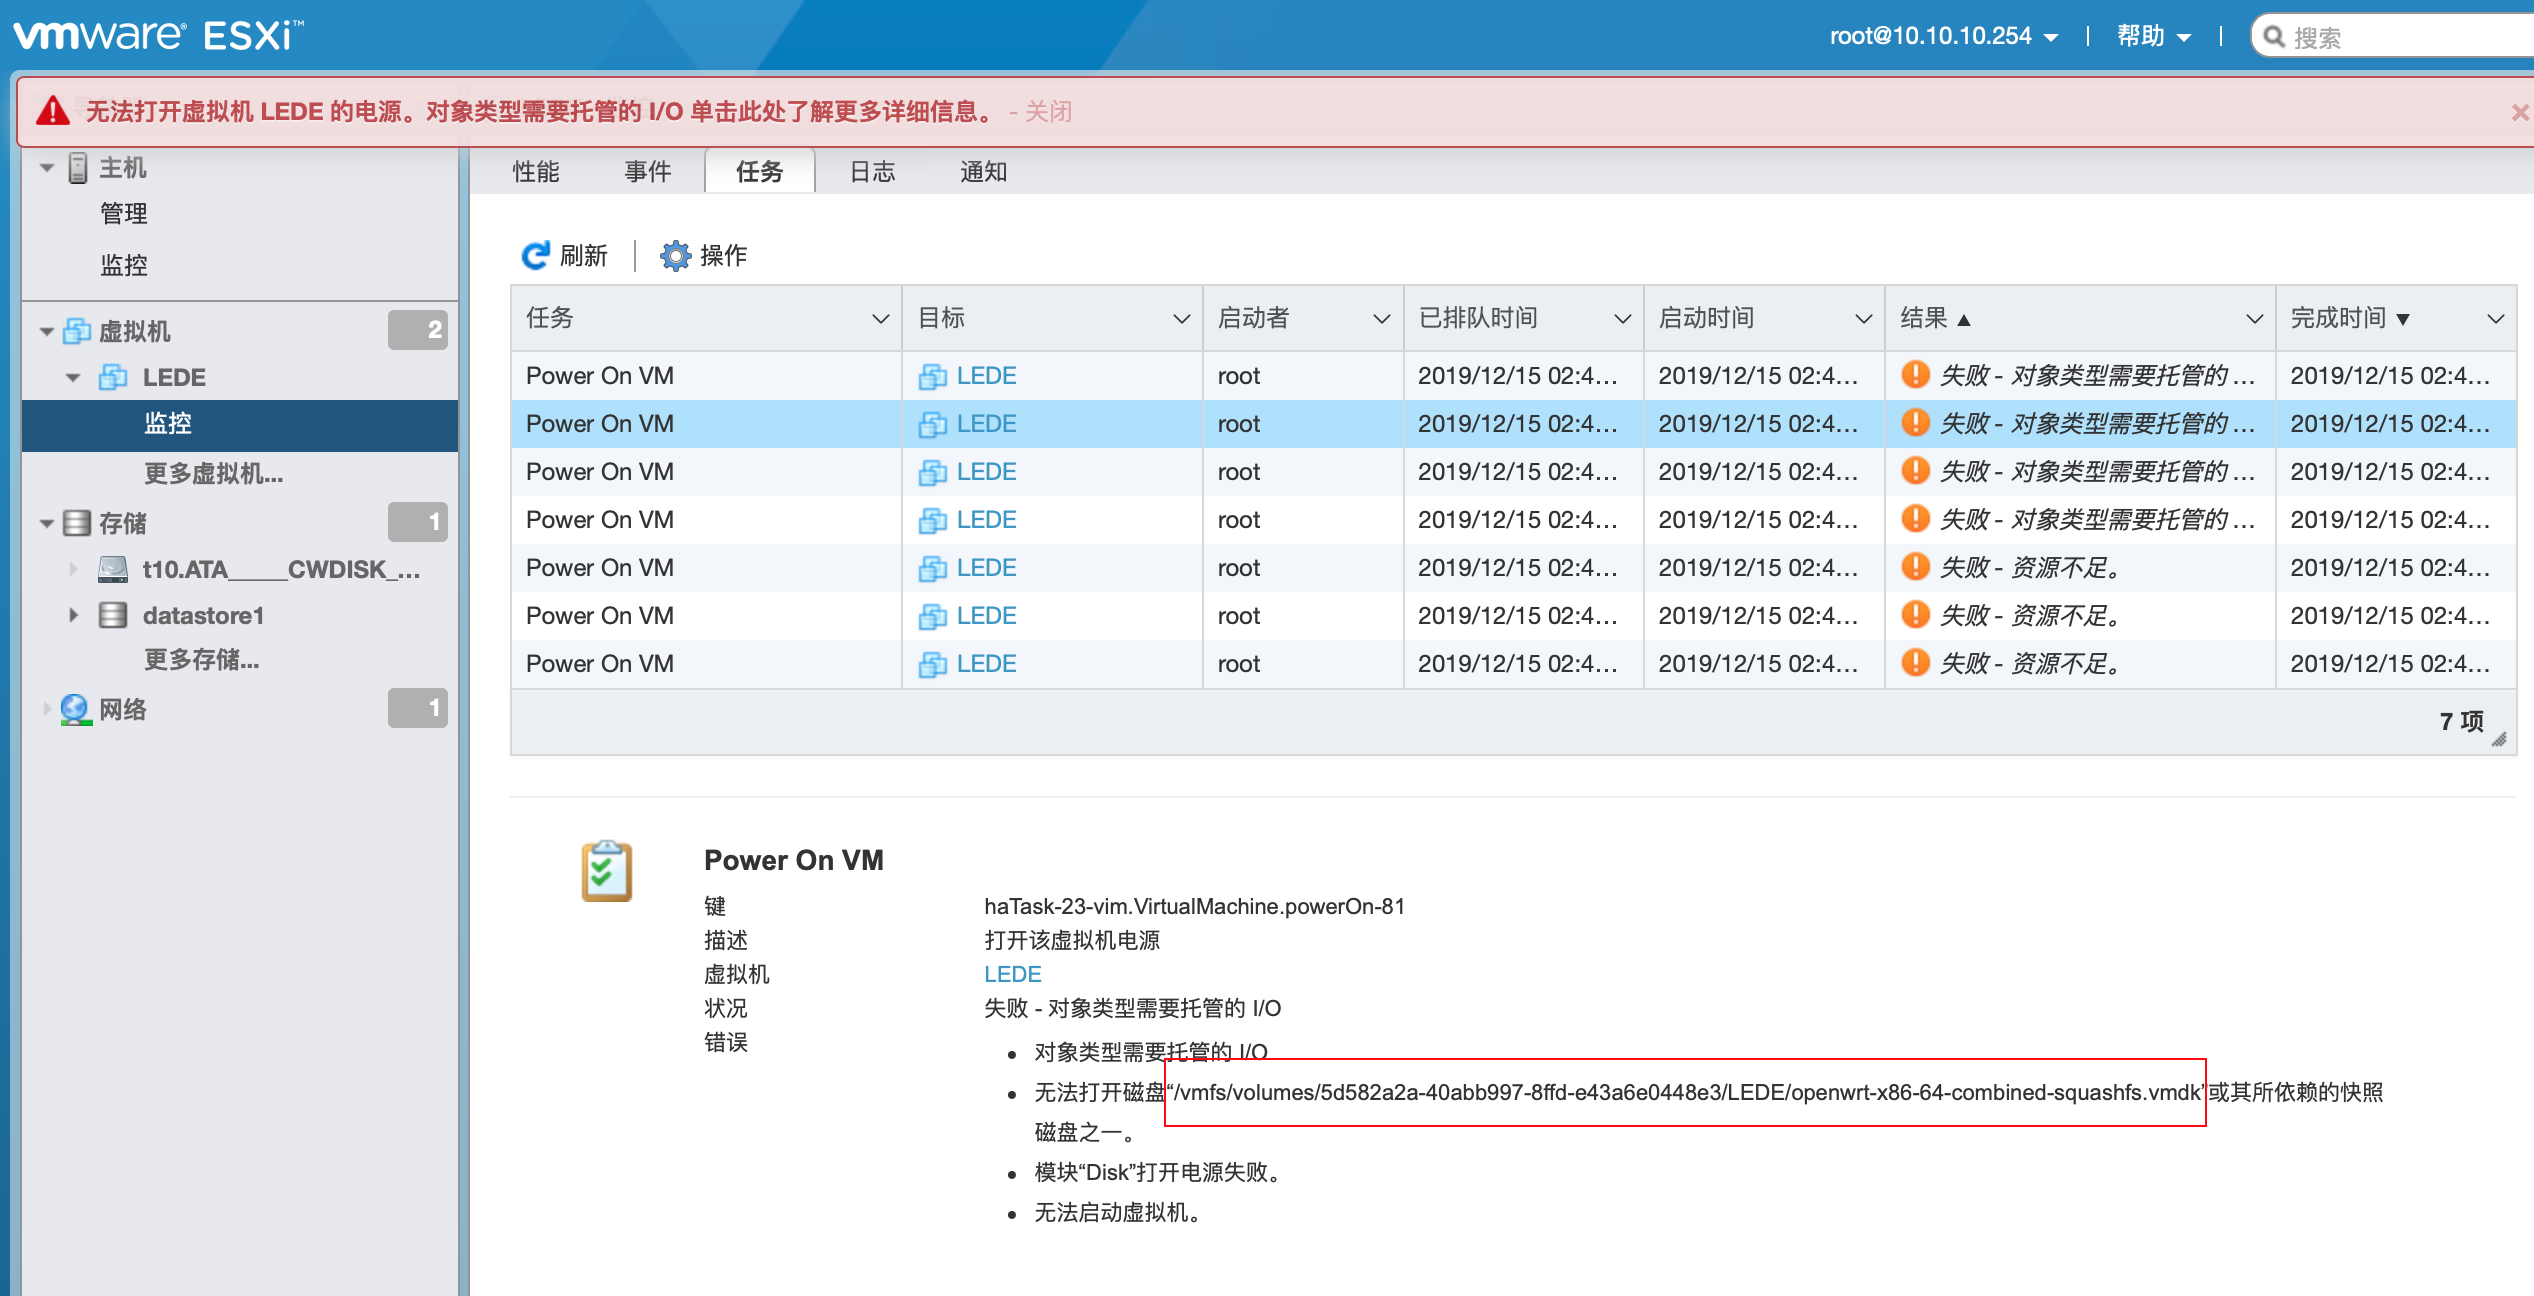 vmware® ESXi™
root@10.10.10.254
帮助
搜索
无法打开虚拟机 LEDE 的电源。对象类型需要托管的 I/O 单击此处了解更多详细信息。 - 关闭
主机
管理
监控
虚拟机 2
LEDE
监控
更多虚拟机...
存储 1
t10.ATA_____CWDISK_...
datastore1
更多存储...
网络 1
性能 事件 任务 日志 通知
刷新 操作
任务 目标 启动者 已排队时间 启动时间 结果 ▲ 完成时间 ▼
Power On VM LEDE root 2019/12/15 02:4... 2019/12/15 02:4... 失败 - 对象类型需要托管的 ... 2019/12/15 02:4...
Power On VM LEDE root 2019/12/15 02:4... 2019/12/15 02:4... 失败 - 对象类型需要托管的 ... 2019/12/15 02:4...
Power On VM LEDE root 2019/12/15 02:4... 2019/12/15 02:4... 失败 - 对象类型需要托管的 ... 2019/12/15 02:4...
Power On VM LEDE root 2019/12/15 02:4... 2019/12/15 02:4... 失败 - 对象类型需要托管的 ... 2019/12/15 02:4...
Power On VM LEDE root 2019/12/15 02:4... 2019/12/15 02:4... 失败 - 资源不足。 2019/12/15 02:4...
Power On VM LEDE root 2019/12/15 02:4... 2019/12/15 02:4... 失败 - 资源不足。 2019/12/15 02:4...
Power On VM LEDE root 2019/12/15 02:4... 2019/12/15 02:4... 失败 - 资源不足。 2019/12/15 02:4...
7 项
Power On VM
键 haTask-23-vim.VirtualMachine.powerOn-81
描述 打开该虚拟机电源
虚拟机 LEDE
状况 失败 - 对象类型需要托管的 I/O
错误
• 对象类型需要托管的 I/O
• 无法打开磁盘“/vmfs/volumes/5d582a2a-40abb997-8ffd-e43a6e0448e3/LEDE/openwrt-x86-64-combined-squashfs.vmdk”或其所依赖的快照
磁盘之一。
• 模块“Disk”打开电源失败。
• 无法启动虚拟机。